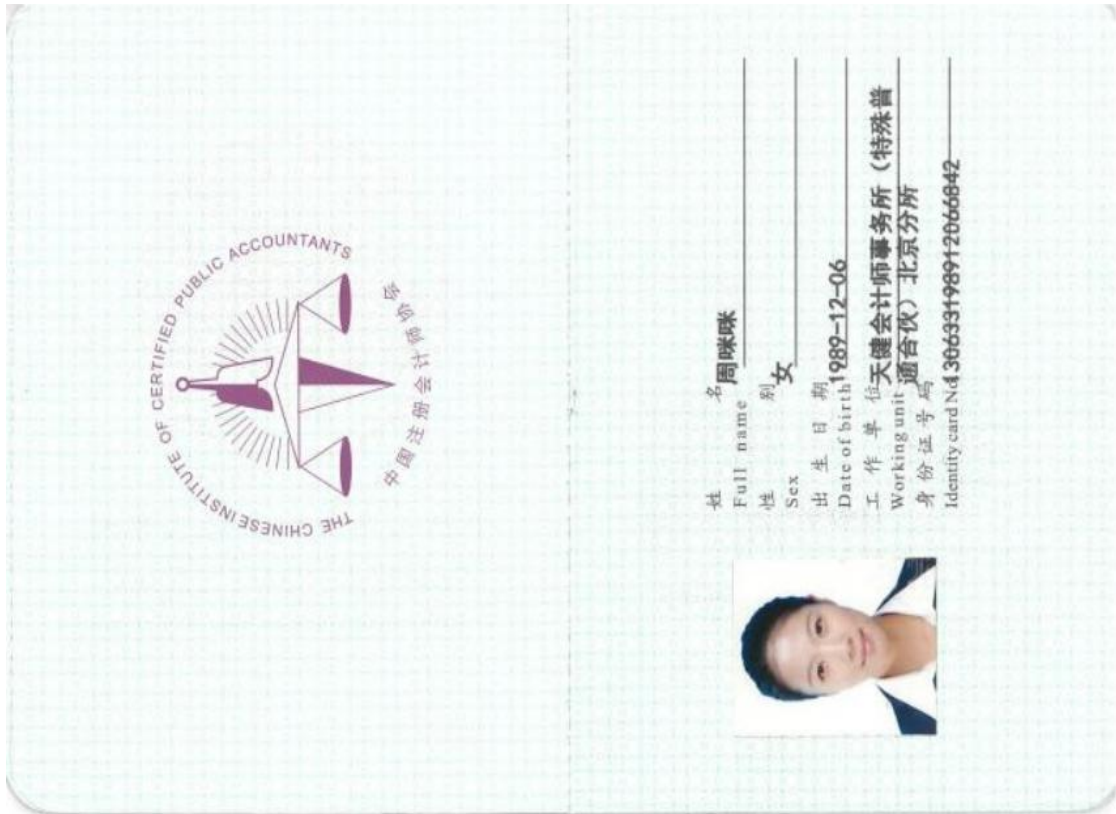 THE CHINESE INSTITUTE OF CERTIFIED PUBLIC ACCOUNTANTS
中国注册会计师协会
姓 名 周咪咪
Full name
性 别 女
Sex
出 生 日 期 1989-12-06
Date of birth
工 作 单 位 天健会计师事务所（特殊普
Working unit 通合伙）北京分所
身 份 证 号 码 130633198912066842
Identity card No.